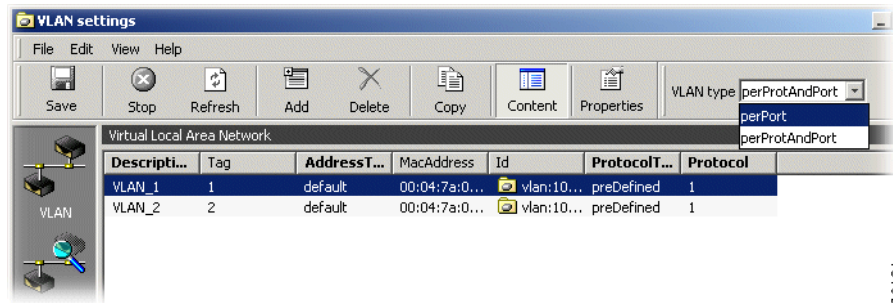 VLAN settings
File Edit View Help
Save Stop Refresh Add Delete Copy Content Properties VLAN type perProtAndPort
perPort
perProtAndPort
Virtual Local Area Network
Descripti... Tag AddressT... MacAddress Id ProtocolT... Protocol
VLAN_1 1 default 00:04:7a:0... vlan:10... preDefined 1
VLAN_2 2 default 00:04:7a:0... vlan:10... preDefined 1
VLAN